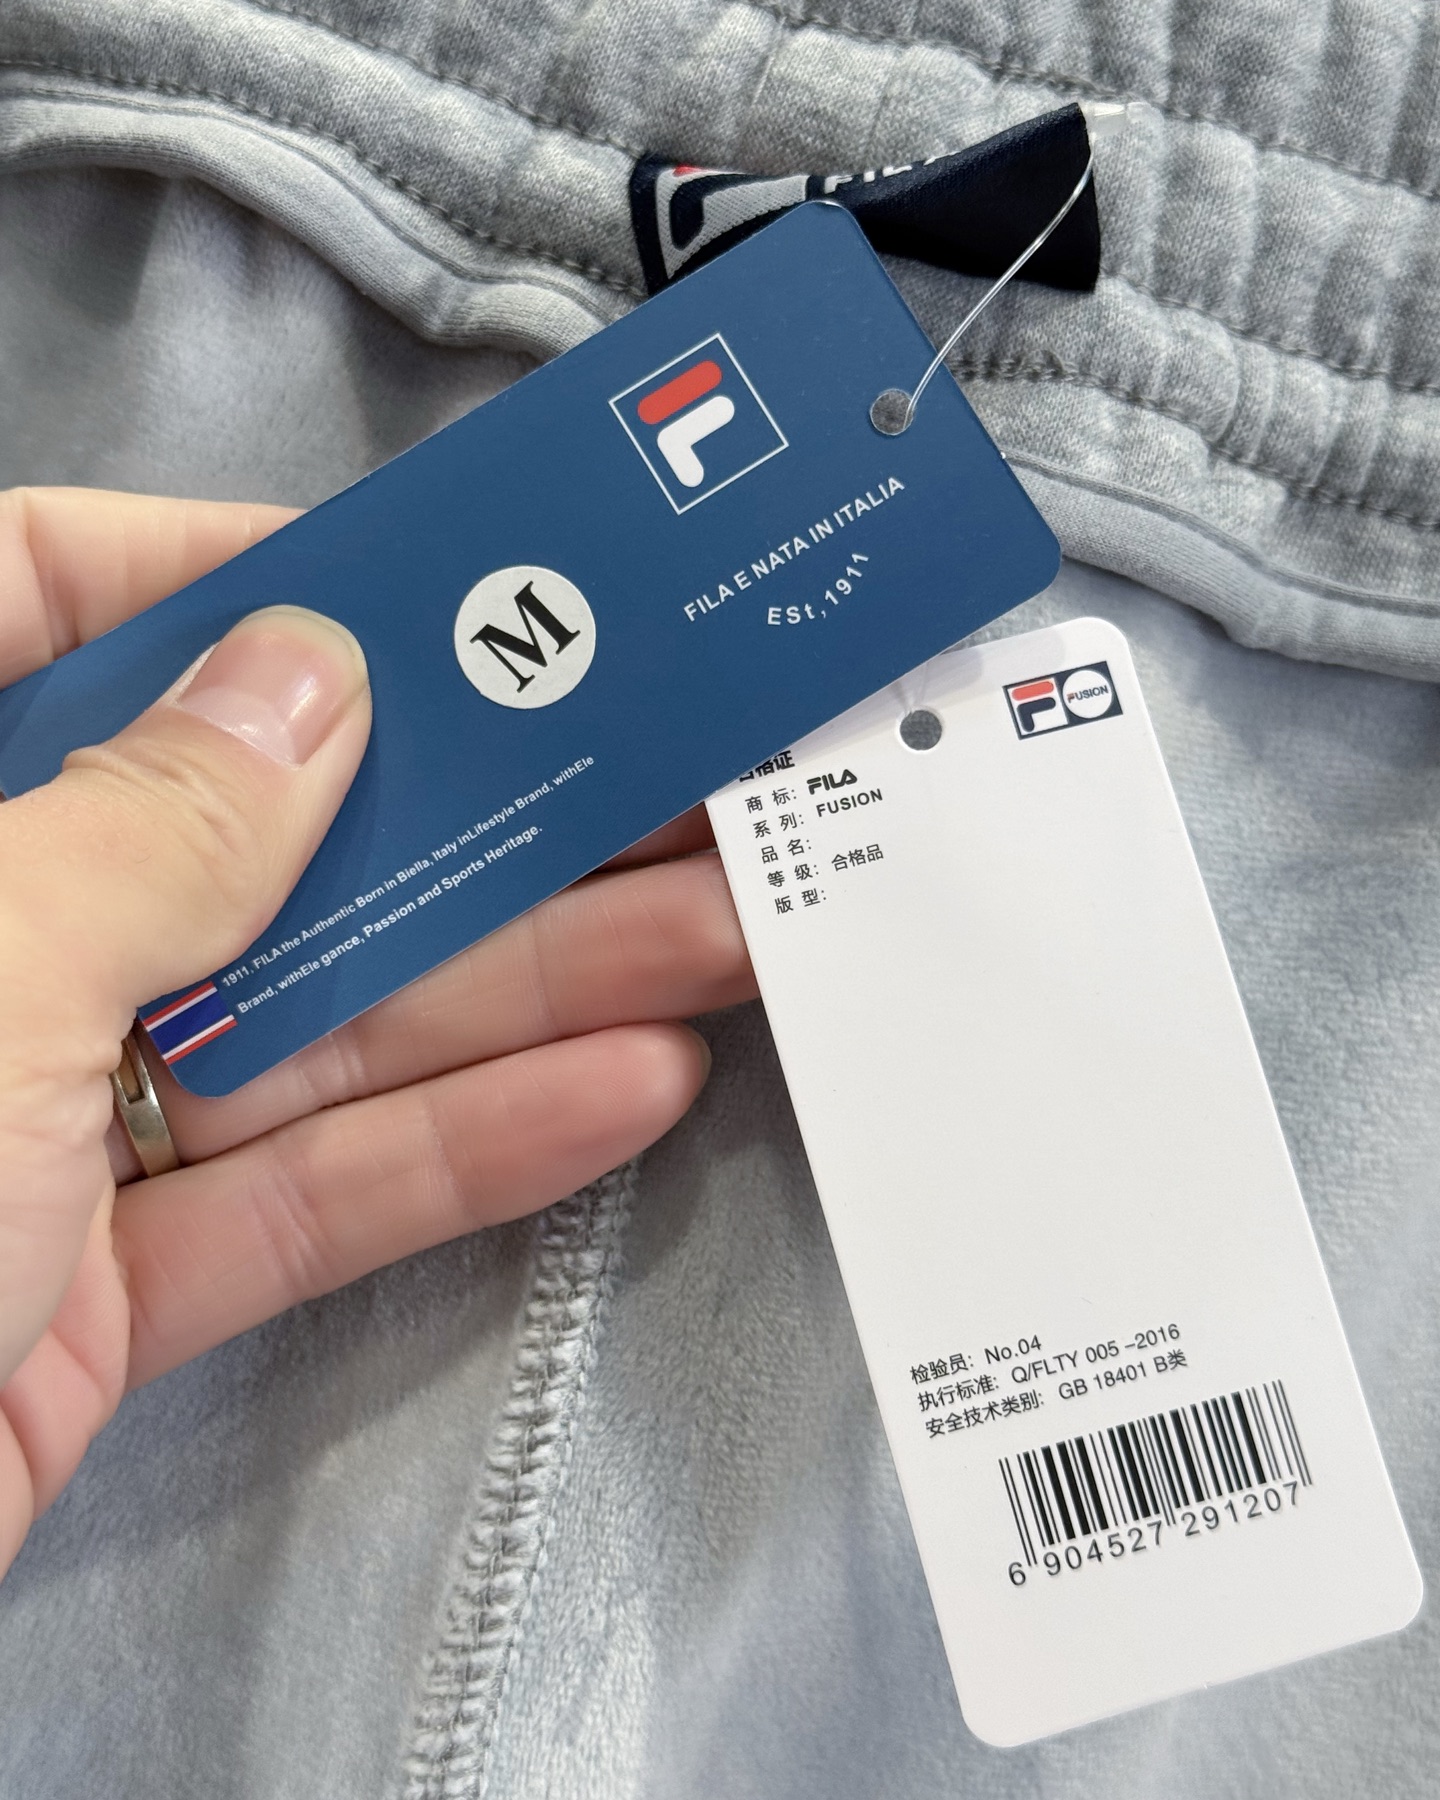 FILA
FILA E NATA IN ITALIA
ESt,1911
M
1911, FILA the Authentic Born in Biella, Italy inLifestyle Brand, withEle
Brand, withEle gance, Passion and Sports Heritage.
FUSION
合格证
商 标: FILA
系 列: FUSION
品 名:
等 级: 合格品
版 型:
检验员: No.04
执行标准: Q/FLTY 005 –2016
安全技术类别: GB 18401 B类
6 904527 291207